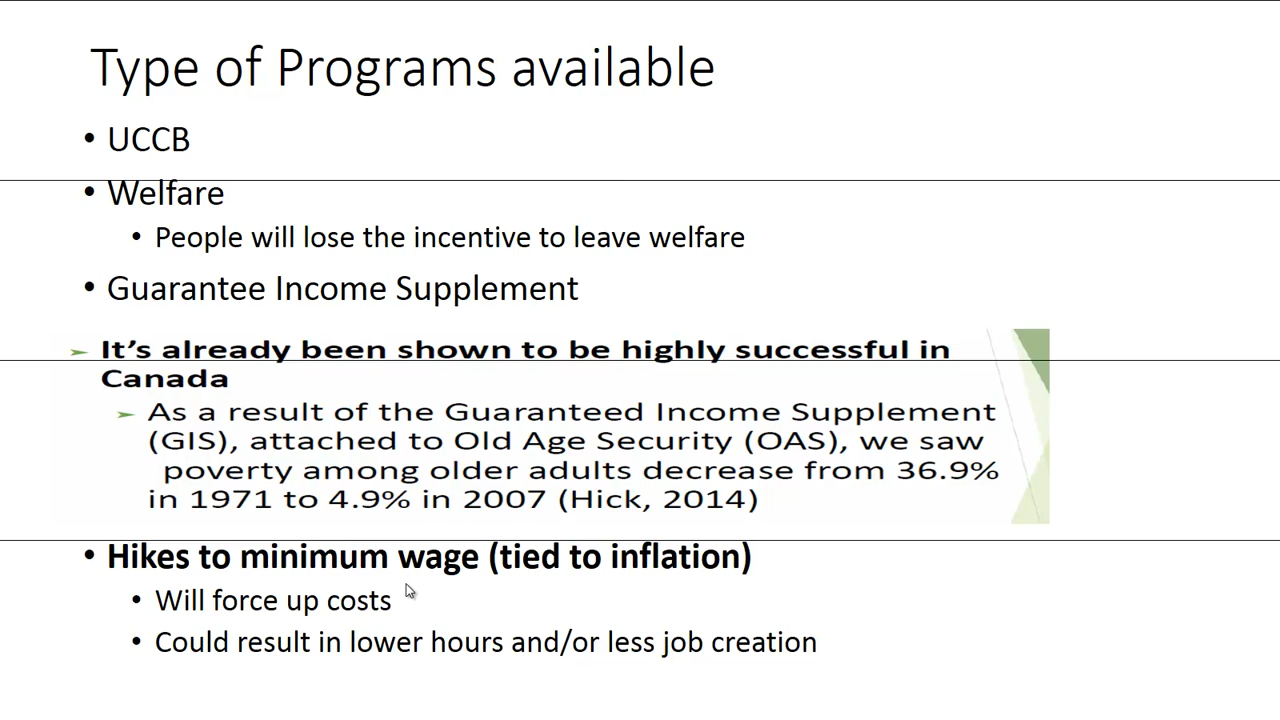 Type of Programs available
• UCCB
• Welfare
• People will lose the incentive to leave welfare
• Guarantee Income Supplement
➢ It's already been shown to be highly successful in
Canada
➢ As a result of the Guaranteed Income Supplement
(GIS), attached to Old Age Security (OAS), we saw
poverty among older adults decrease from 36.9%
in 1971 to 4.9% in 2007 (Hick, 2014)
• Hikes to minimum wage (tied to inflation)
• Will force up costs
• Could result in lower hours and/or less job creation